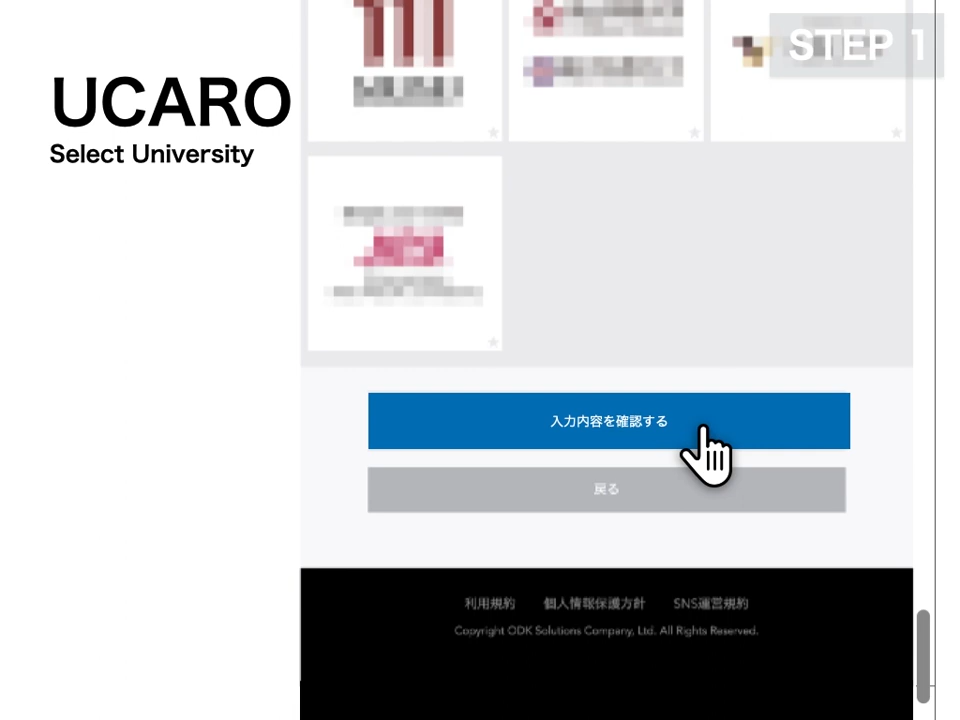 STEP 1
UCARO
Select University
入力内容を確認する
戻る
利用規約 個人情報保護方針 SNS運営規約
Copyright ODK Solutions Company, Ltd. All Rights Reserved.